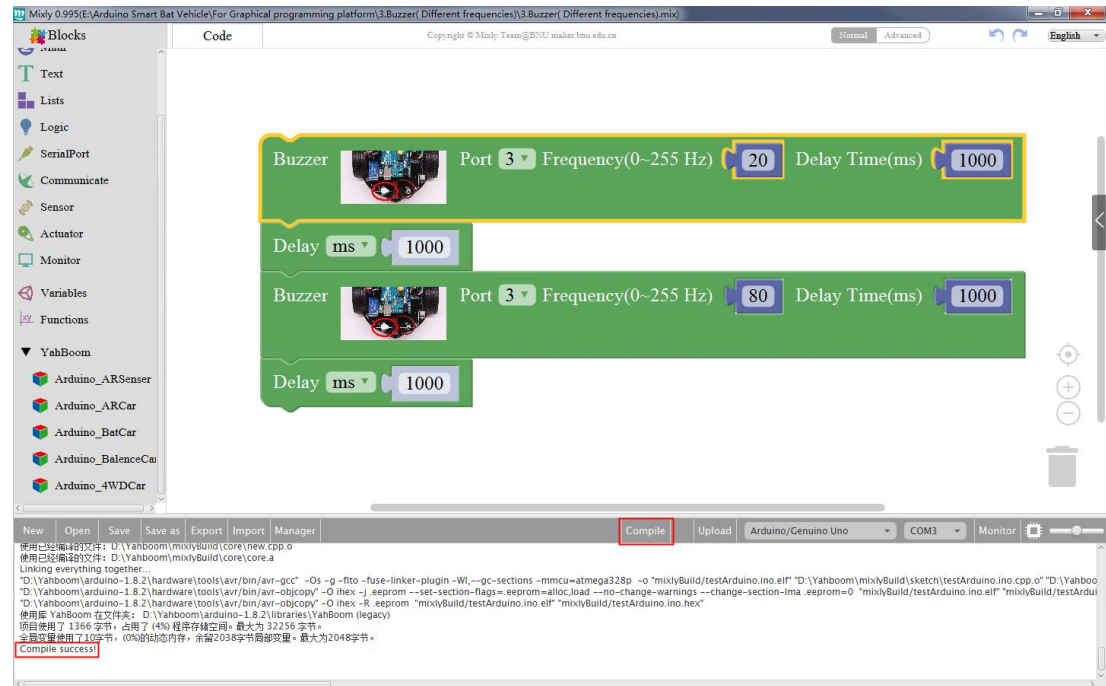 Mixly 0.995(E:\Arduino Smart Bat Vehicle\For Graphical programming platform\3.Buzzer( Different frequencies)\3.Buzzer( Different frequencies).mix)
Blocks
Code
Copyright © Mixly Team@BNU maker.bnu.edu.cn
Normal Advanced
English
Math
Text
Lists
Logic
SerialPort
Communicate
Sensor
Actuator
Monitor
Variables
Functions
YahBoom
Arduino_ARSenser
Arduino_ARCar
Arduino_BatCar
Arduino_BalenceCar
Arduino_4WDCar
Buzzer Port 3 Frequency(0~255 Hz) 20 Delay Time(ms) 1000
Delay ms 1000
Buzzer Port 3 Frequency(0~255 Hz) 80 Delay Time(ms) 1000
Delay ms 1000
New Open Save Save as Export Import Manager Compile Upload Arduino/Genuino Uno COM3 Monitor
使用已经编译的文件: D:\Yahboom\mixlyBuild\core\new.cpp.o
使用已经编译的文件: D:\Yahboom\mixlyBuild\core\core.a
Linking everything together...
"D:\Yahboom\arduino-1.8.2\hardware\tools\avr/bin/avr-gcc" -Os -g -flto -fuse-linker-plugin -Wl,--gc-sections -mmcu=atmega328p -o "mixlyBuild/testArduino.ino.elf" "D:\Yahboom\mixlyBuild\sketch\testArduino.ino.cpp.o" "D:\Yahboo
"D:\Yahboom\arduino-1.8.2\hardware\tools\avr/bin/avr-objcopy" -O ihex -j .eeprom --set-section-flags=.eeprom=alloc,load --no-change-warnings --change-section-lma .eeprom=0 "mixlyBuild/testArduino.ino.elf" "mixlyBuild/testArdui
"D:\Yahboom\arduino-1.8.2\hardware\tools\avr/bin/avr-objcopy" -O ihex -R .eeprom "mixlyBuild/testArduino.ino.elf" "mixlyBuild/testArduino.ino.hex"
使用库 YahBoom 在文件夹: D:\Yahboom\arduino-1.8.2\libraries\YahBoom (legacy)
项目使用了 1366 字节，占用了 (4%) 程序存储空间。最大为 32256 字节。
全局变量使用了10字节，(0%)的动态内存，余留2038字节局部变量。最大为2048字节。
Compile success!